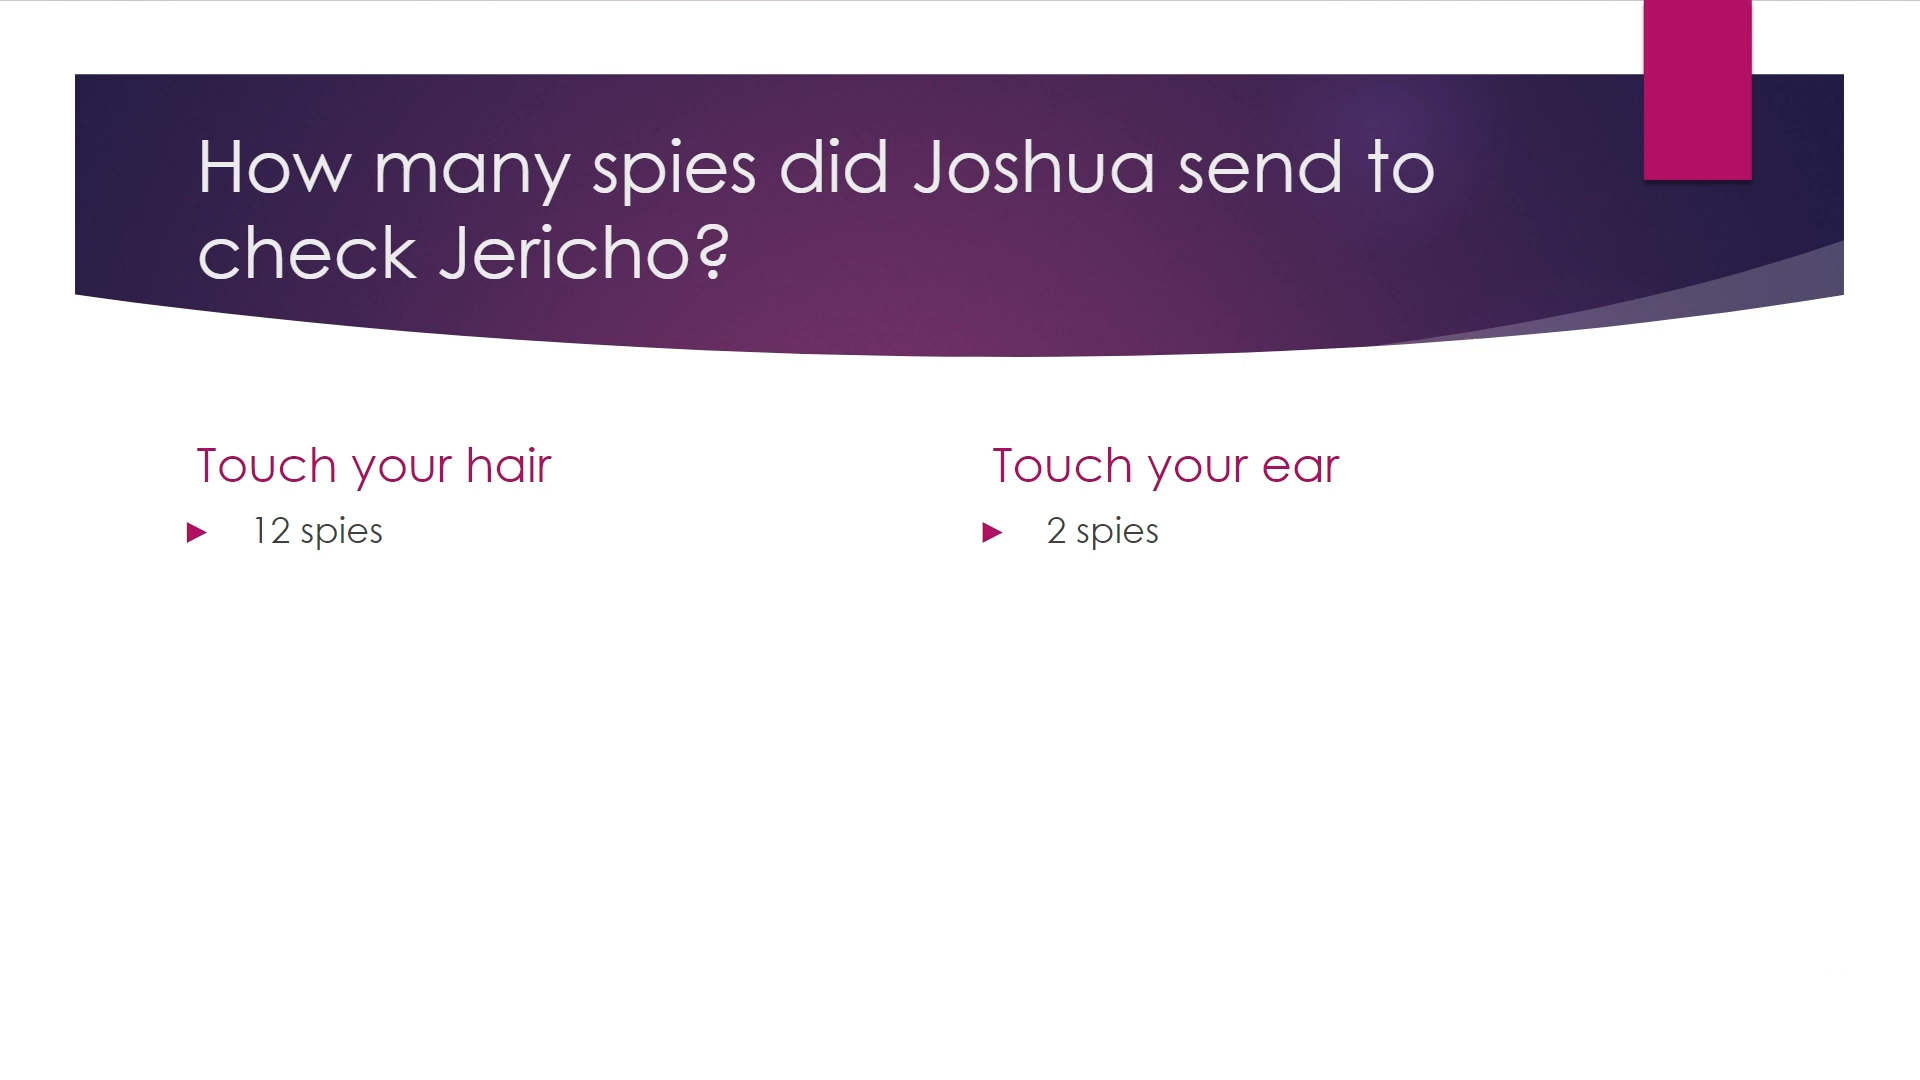 How many spies did Joshua send to
check Jericho?
Touch your hair
12 spies
Touch your ear
2 spies